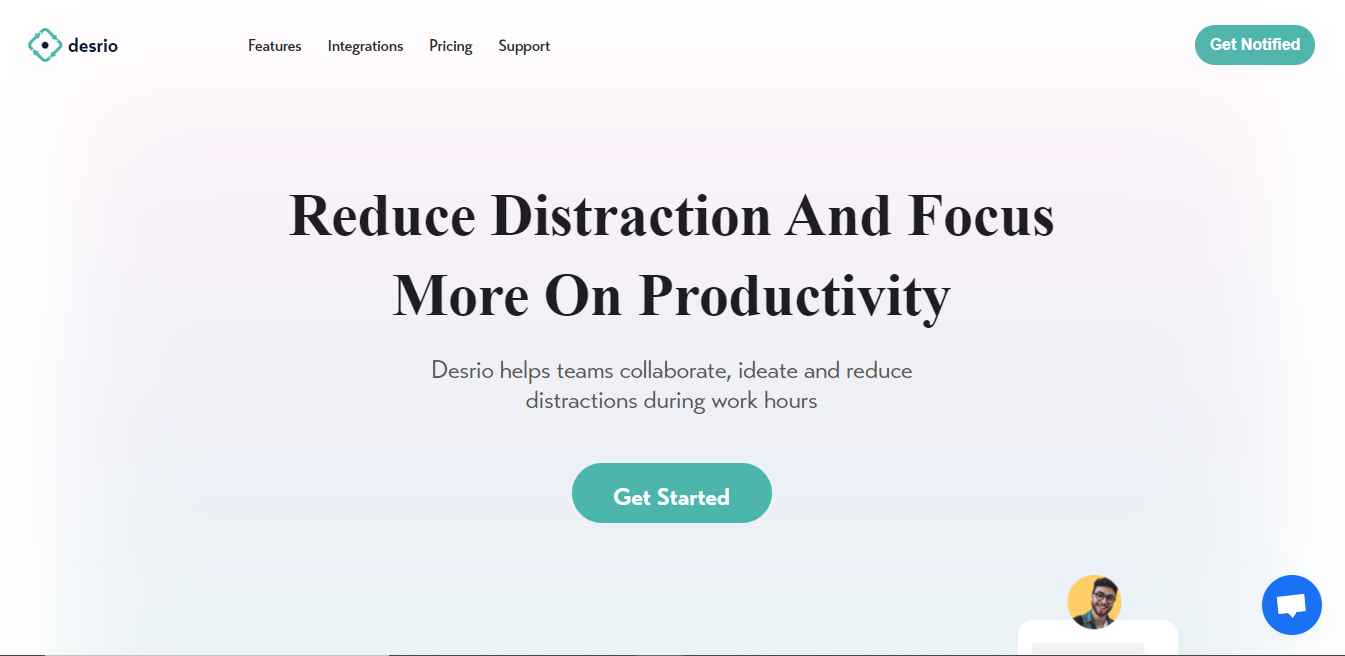 desrio
Features
Integrations
Pricing
Support
Get Notified
Reduce Distraction And Focus
More On Productivity
Desrio helps teams collaborate, ideate and reduce
distractions during work hours
Get Started